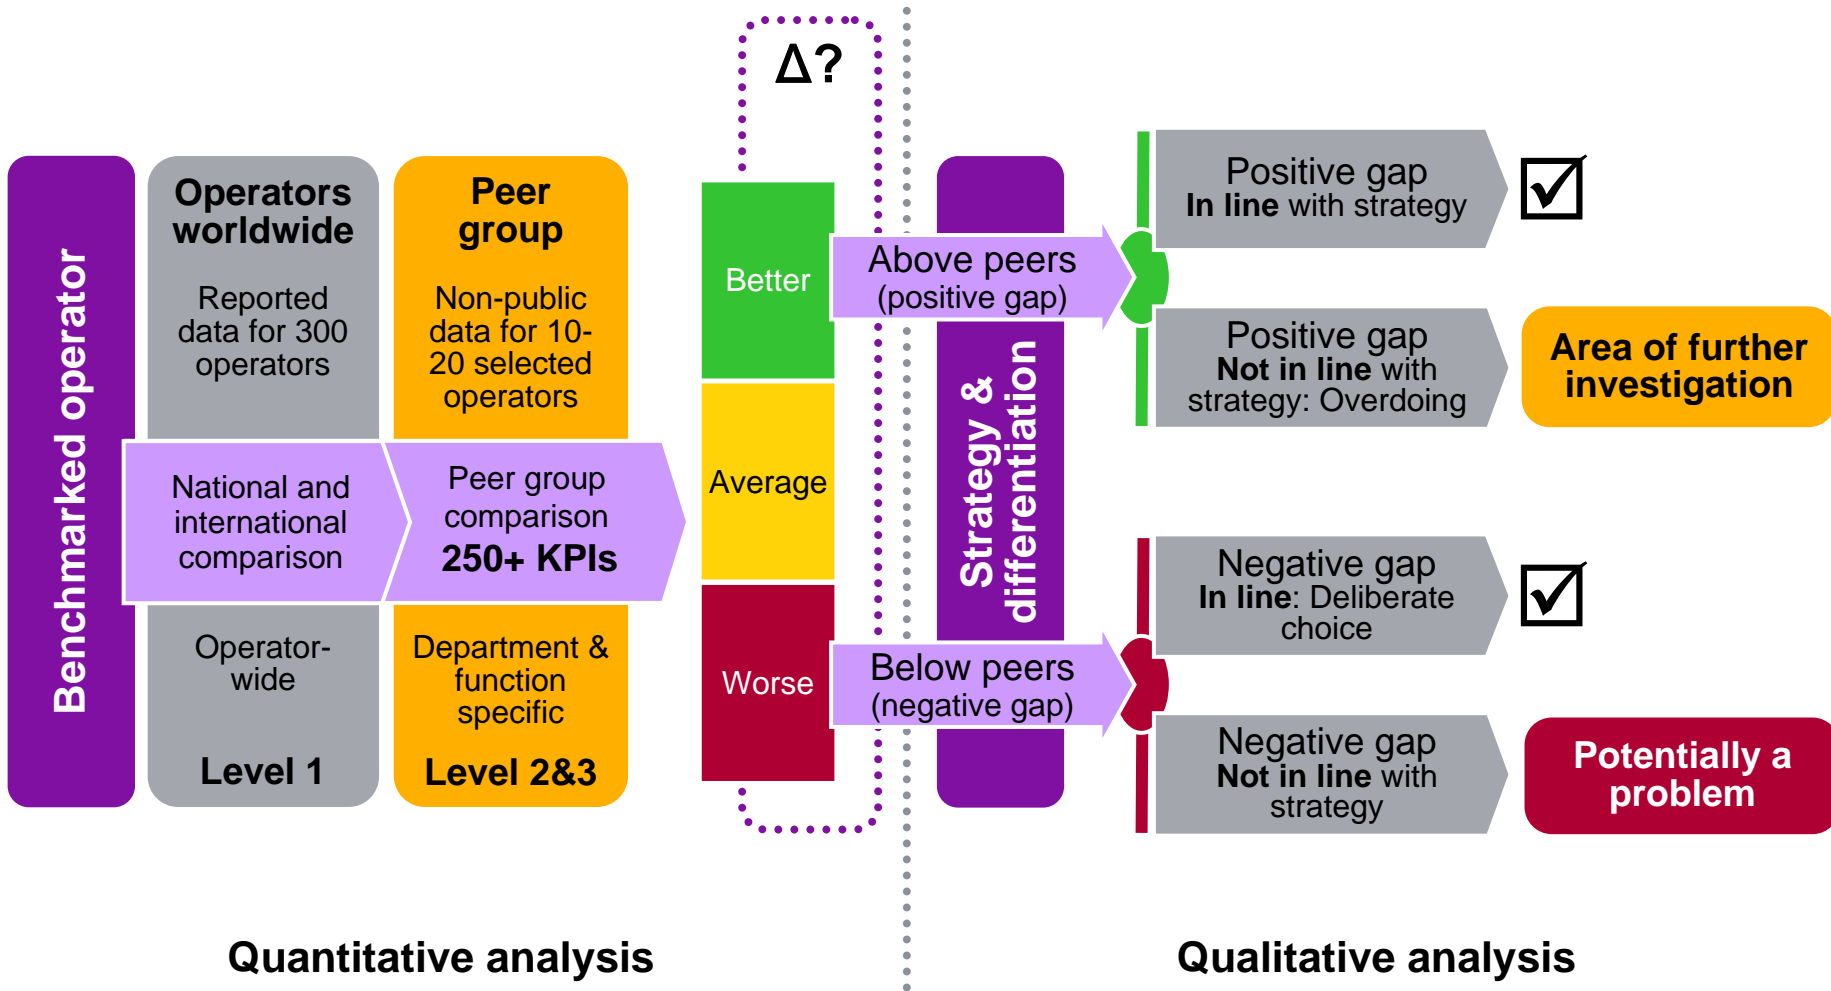 Benchmarked operator
Operators
worldwide
Reported
data for 300
operators
National and
international
comparison
Operator-
wide
Level 1
Peer
group
Non-public
data for 10-
20 selected
operators
Peer group
comparison
250+ KPIs
Department &
function
specific
Level 2&3
Δ?
Better
Average
Worse
Above peers
(positive gap)
Below peers
(negative gap)
Strategy &
differentiation
Positive gap
In line with strategy
Positive gap
Not in line with
strategy: Overdoing
Area of further
investigation
Negative gap
In line: Deliberate
choice
Negative gap
Not in line with
strategy
Potentially a
problem
Quantitative analysis
Qualitative analysis